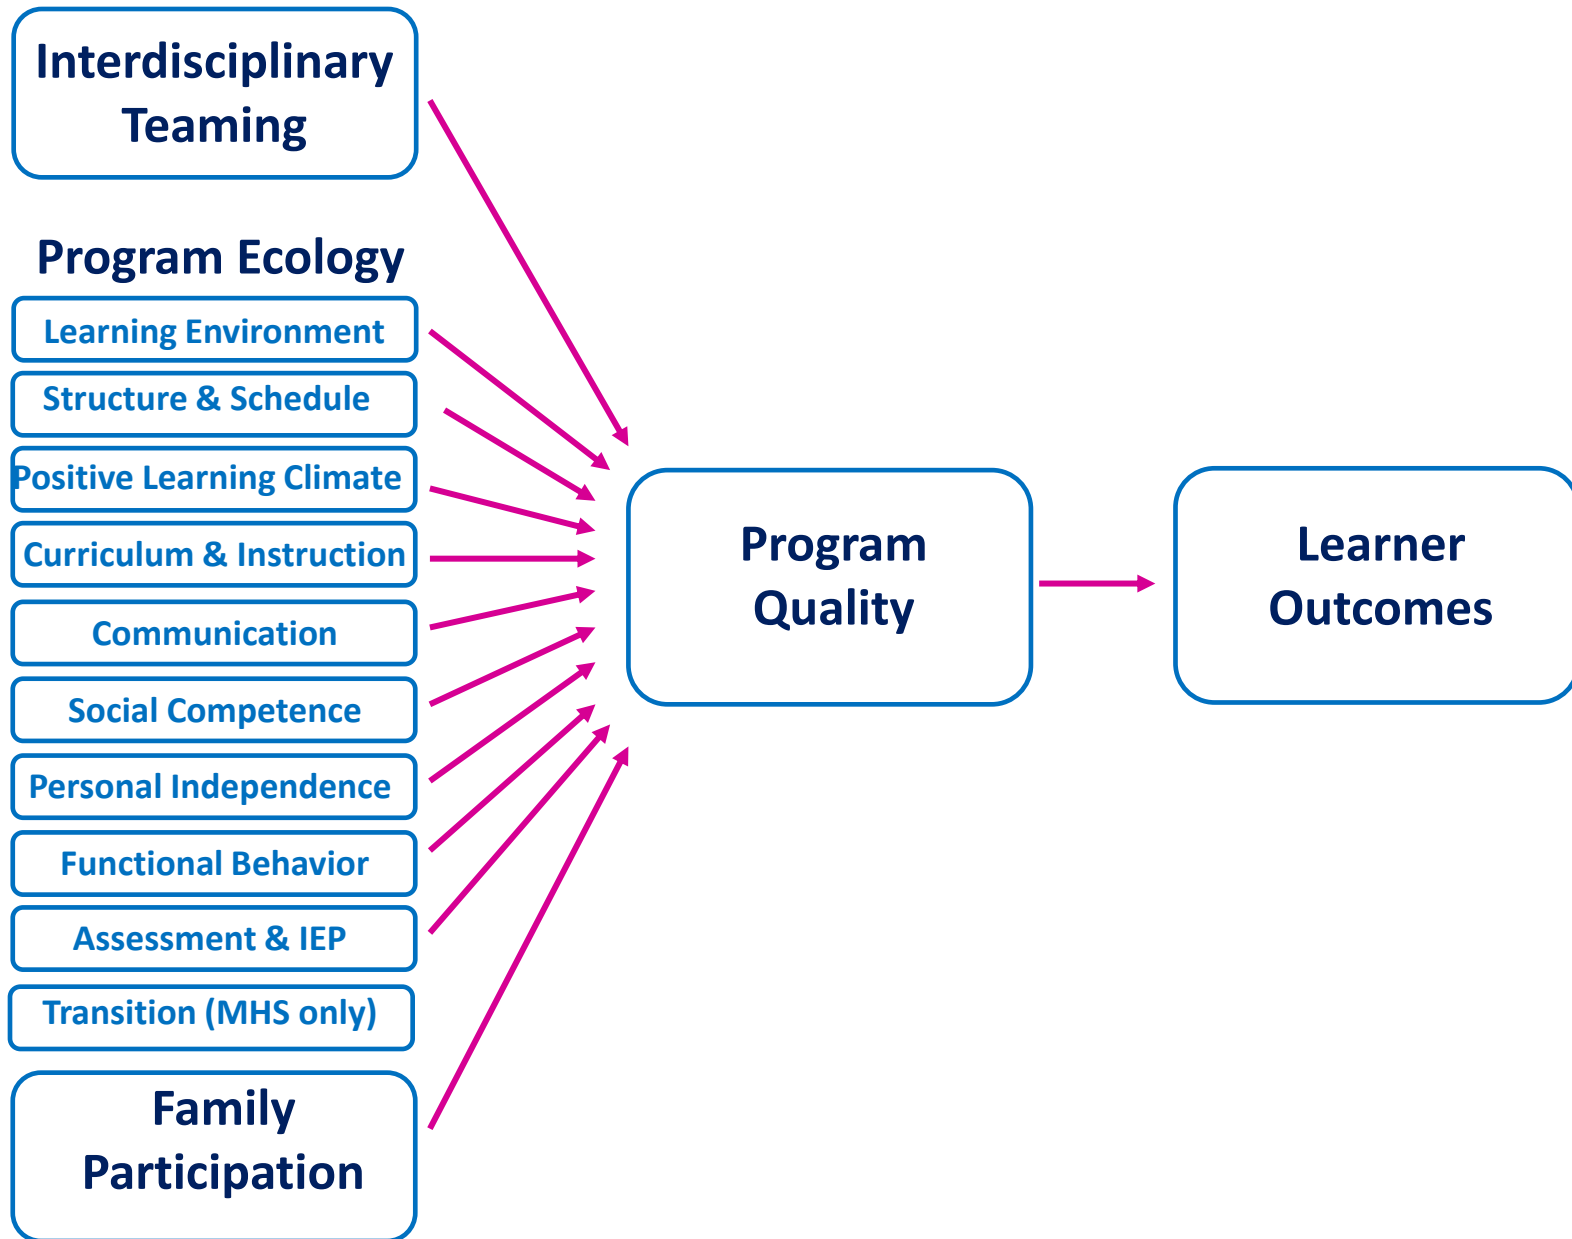 Interdisciplinary
Teaming
Program Ecology
Learning Environment
Structure & Schedule
Positive Learning Climate
Curriculum & Instruction
Communication
Social Competence
Personal Independence
Functional Behavior
Assessment & IEP
Transition (MHS only)
Family
Participation
Program
Quality
Learner
Outcomes